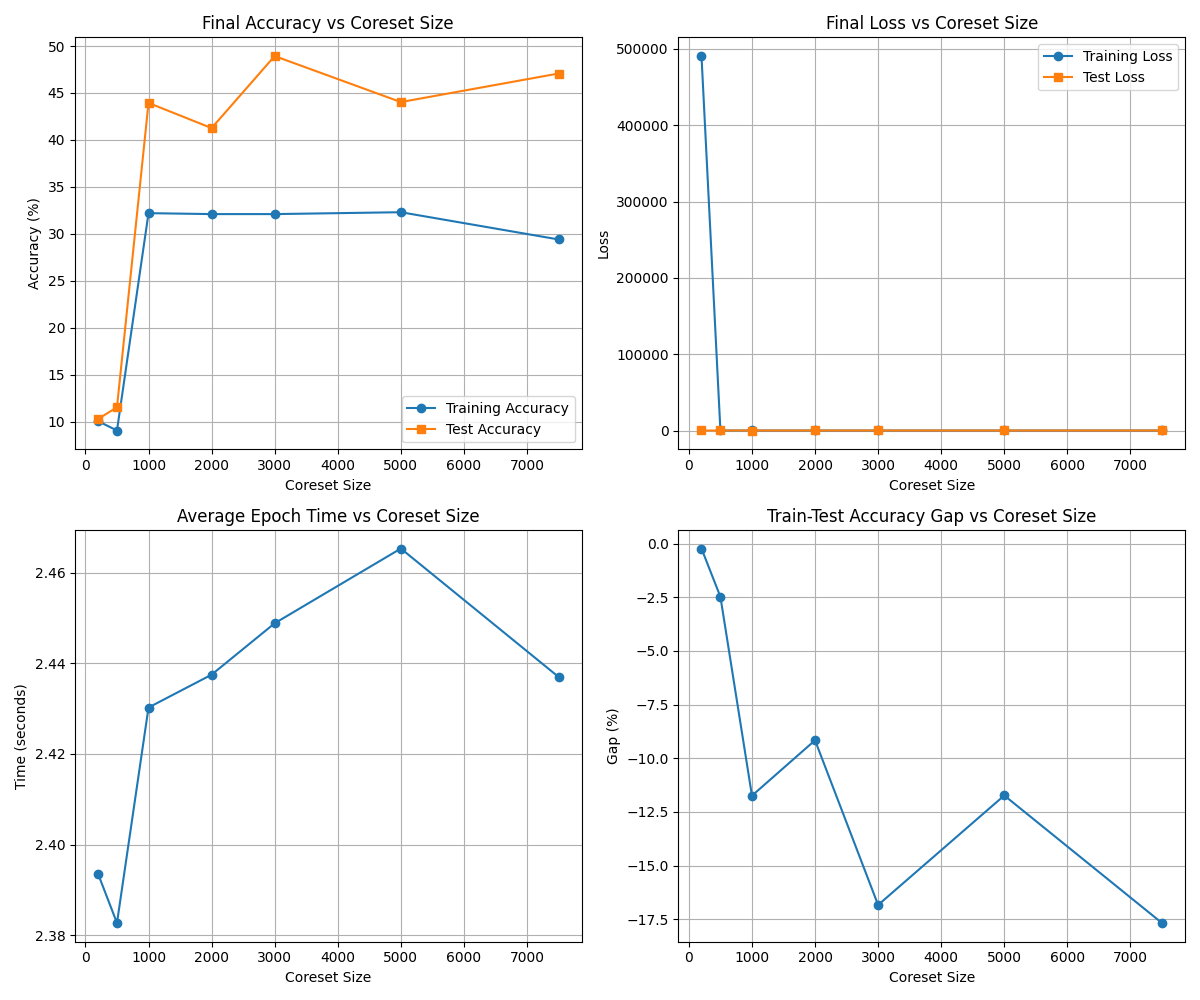 Final Accuracy vs Coreset Size
50
45
40
35
30
25
20
15
10
Accuracy (%)
Training Accuracy
Test Accuracy
0 1000 2000 3000 4000 5000 6000 7000
Coreset Size
Final Loss vs Coreset Size
500000
400000
300000
200000
100000
0
Loss
Training Loss
Test Loss
0 1000 2000 3000 4000 5000 6000 7000
Coreset Size
Average Epoch Time vs Coreset Size
2.46
2.44
2.42
2.40
2.38
Time (seconds)
0 1000 2000 3000 4000 5000 6000 7000
Coreset Size
Train-Test Accuracy Gap vs Coreset Size
0.0
−2.5
−5.0
−7.5
−10.0
−12.5
−15.0
−17.5
Gap (%)
0 1000 2000 3000 4000 5000 6000 7000
Coreset Size